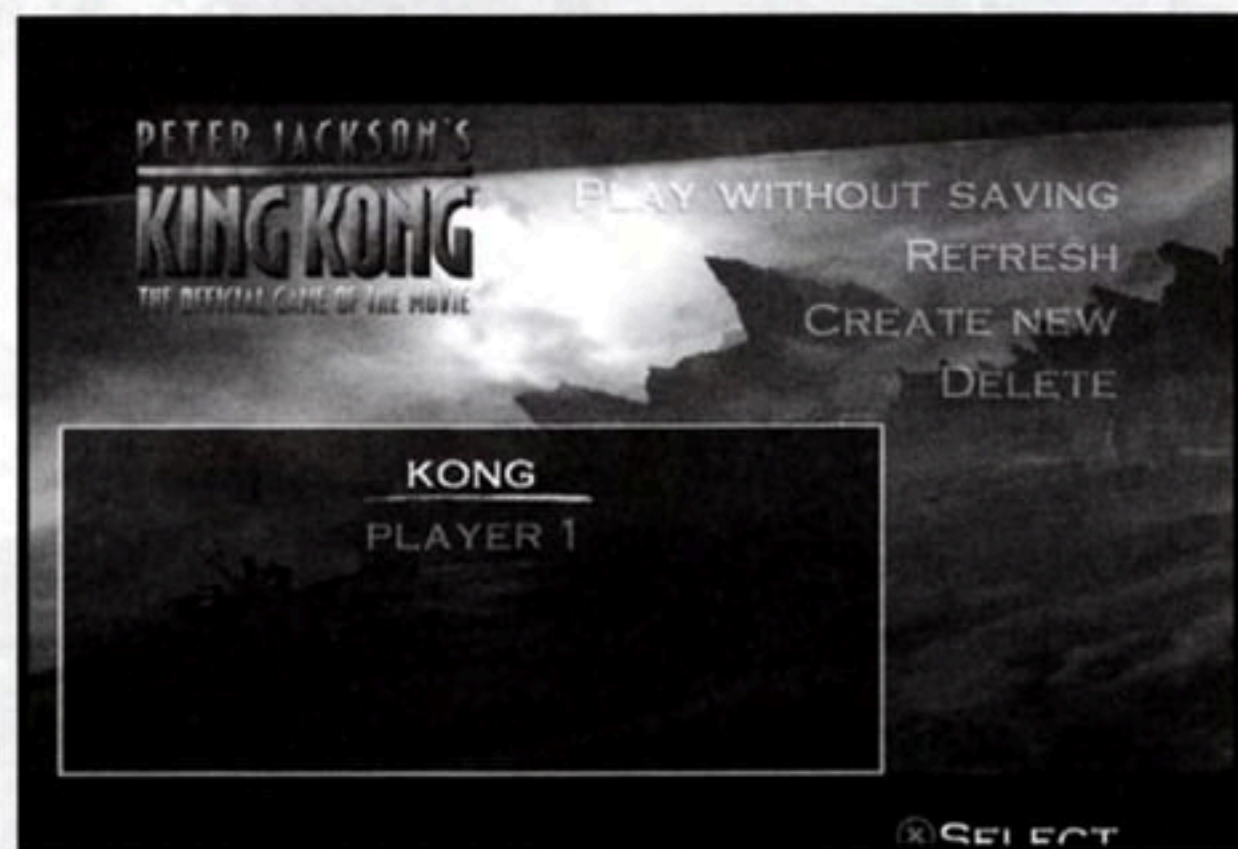 PETER JACKSON'S
KING KONG
THE OFFICIAL GAME OF THE MOVIE
PLAY WITHOUT SAVING
REFRESH
CREATE NEW
DELETE
KONG
PLAYER 1
SELECT